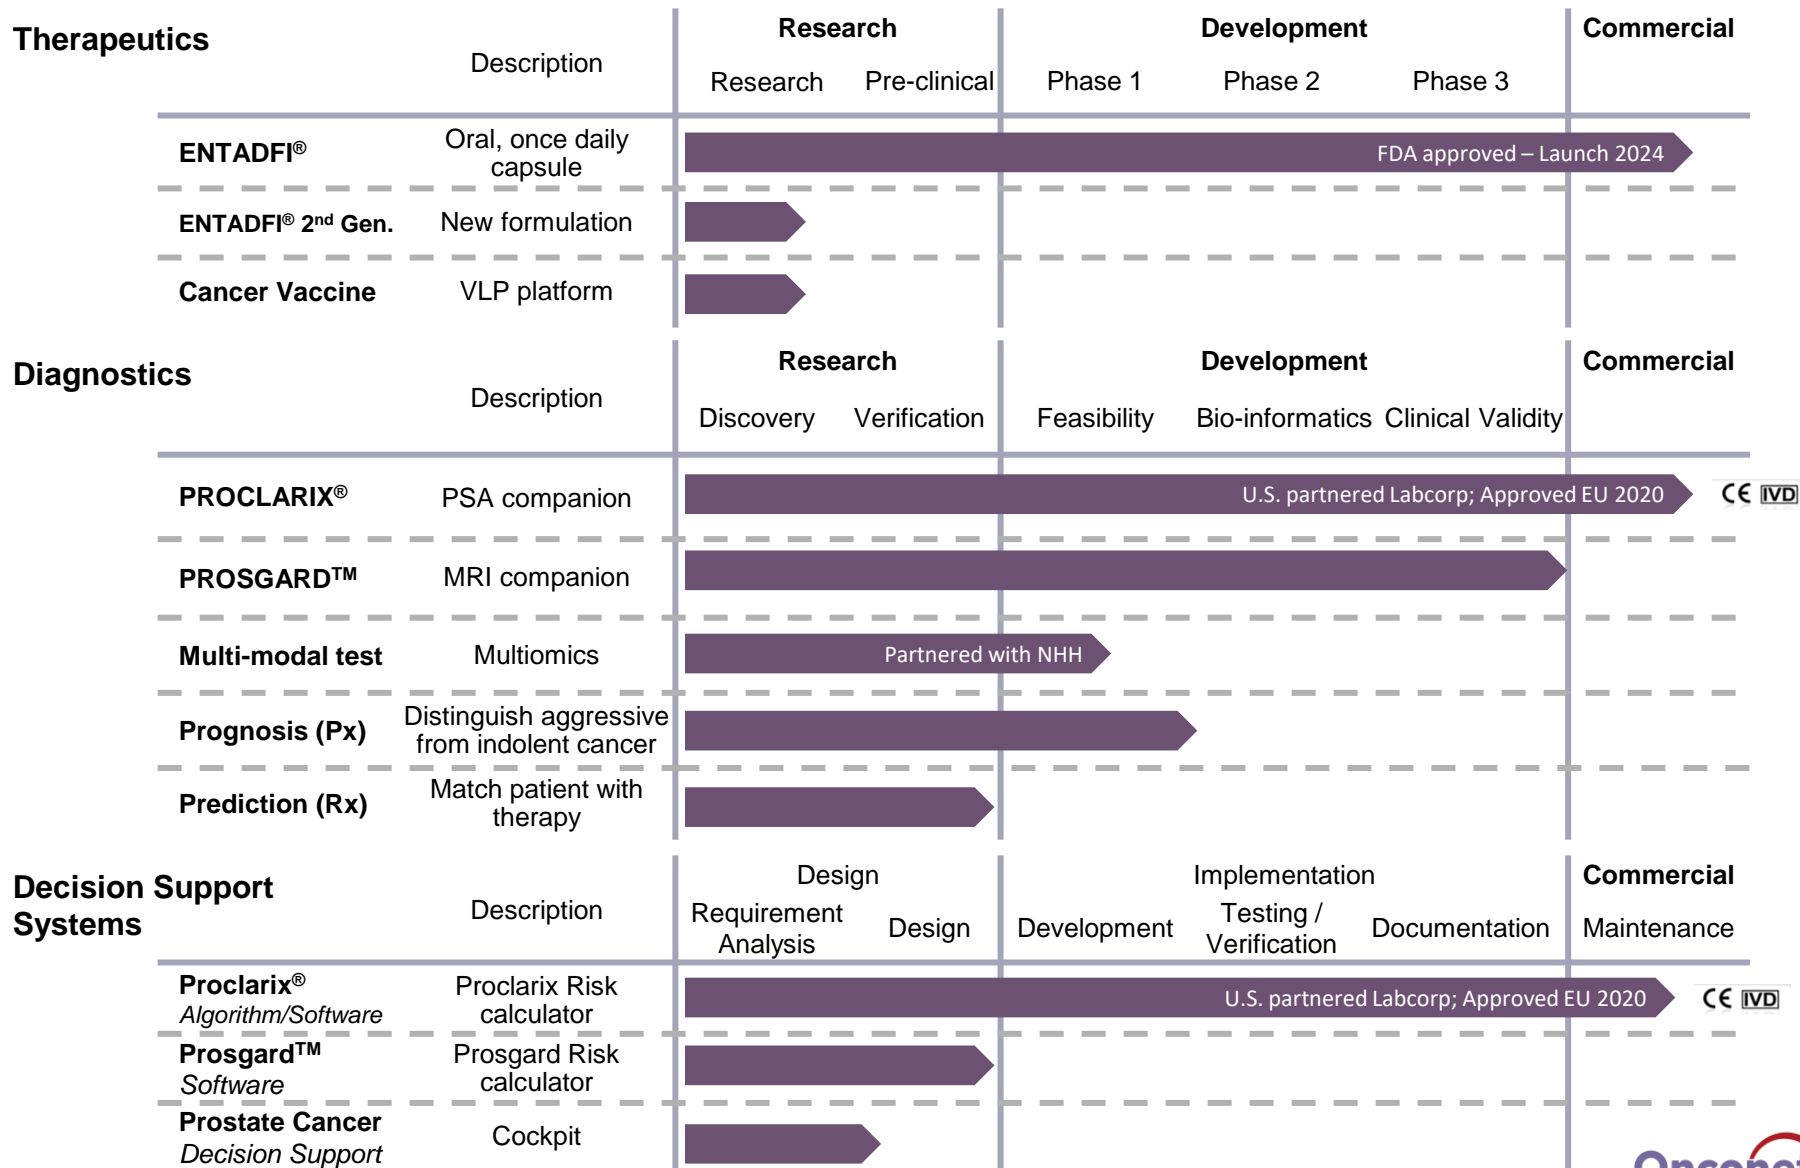 Therapeutics
Description
Research
Development
Commercial
Research
Pre-clinical
Phase 1
Phase 2
Phase 3
ENTADFI®
Oral, once daily
capsule
FDA approved – Launch 2024
ENTADFI® 2nd Gen.
New formulation
Cancer Vaccine
VLP platform
Diagnostics
Description
Research
Development
Commercial
Discovery
Verification
Feasibility
Bio-informatics
Clinical Validity
PROCLARIX®
PSA companion
U.S. partnered Labcorp; Approved EU 2020
CE IVD
PROSGARD™
MRI companion
Multi-modal test
Multiomics
Partnered with NHH
Prognosis (Px)
Distinguish aggressive
from indolent cancer
Prediction (Rx)
Match patient with
therapy
Decision Support
Systems
Description
Design
Implementation
Commercial
Requirement
Analysis
Design
Development
Testing /
Verification
Documentation
Maintenance
Proclarix®
Algorithm/Software
Proclarix Risk
calculator
U.S. partnered Labcorp; Approved EU 2020
CE IVD
Prosgard™
Software
Prosgard Risk
calculator
Prostate Cancer
Decision Support
Cockpit